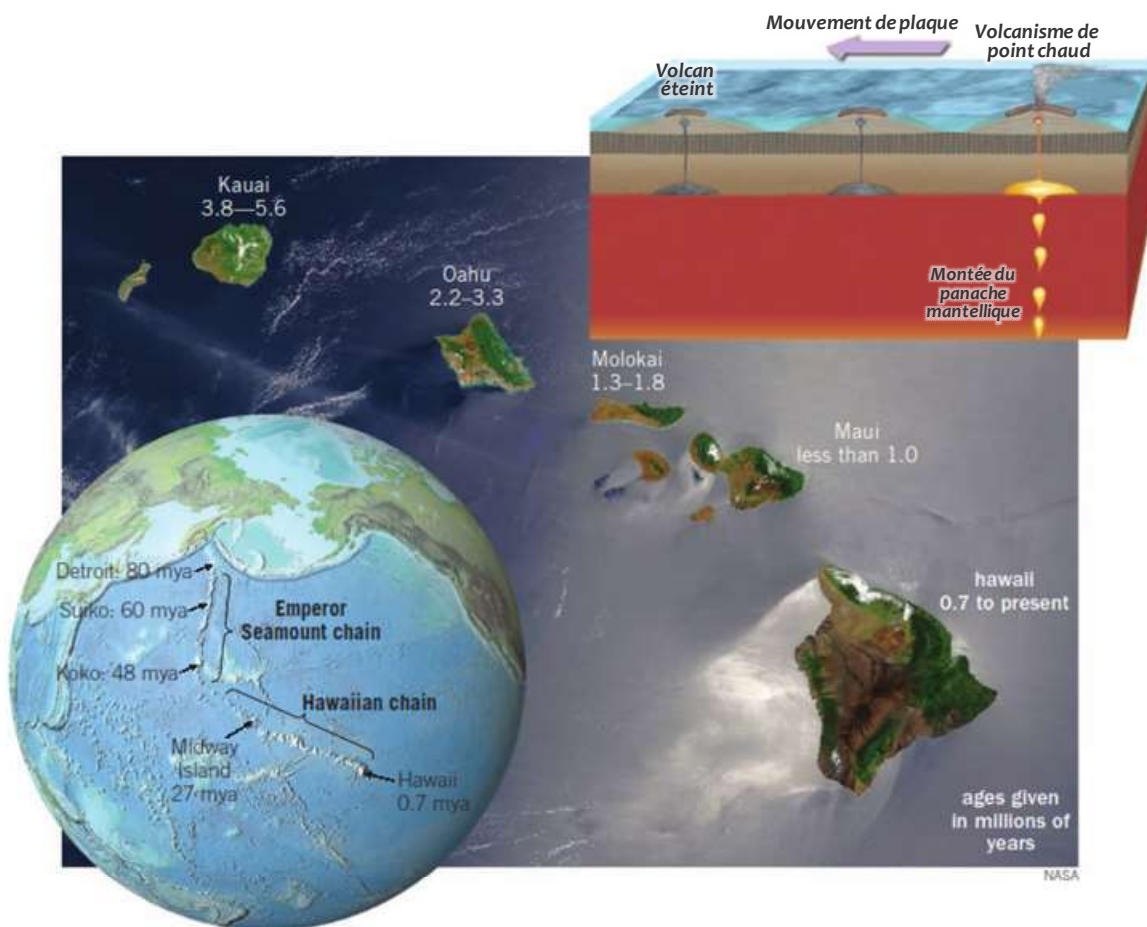 Mouvement de plaque
Volcanisme de
point chaud
Volcan
éteint
Montée du
panache
mantellique
Kauai
3.8—5.6
Oahu
2.2–3.3
Molokai
1.3–1.8
Maui
less than 1.0
hawaii
0.7 to present
Detroit: 80 mya
Suiko: 60 mya
Koko: 48 mya
Emperor
Seamount chain
Hawaiian chain
Midway
Island
27 mya
Hawaii
0.7 mya
ages given
in millions of
years
NASA